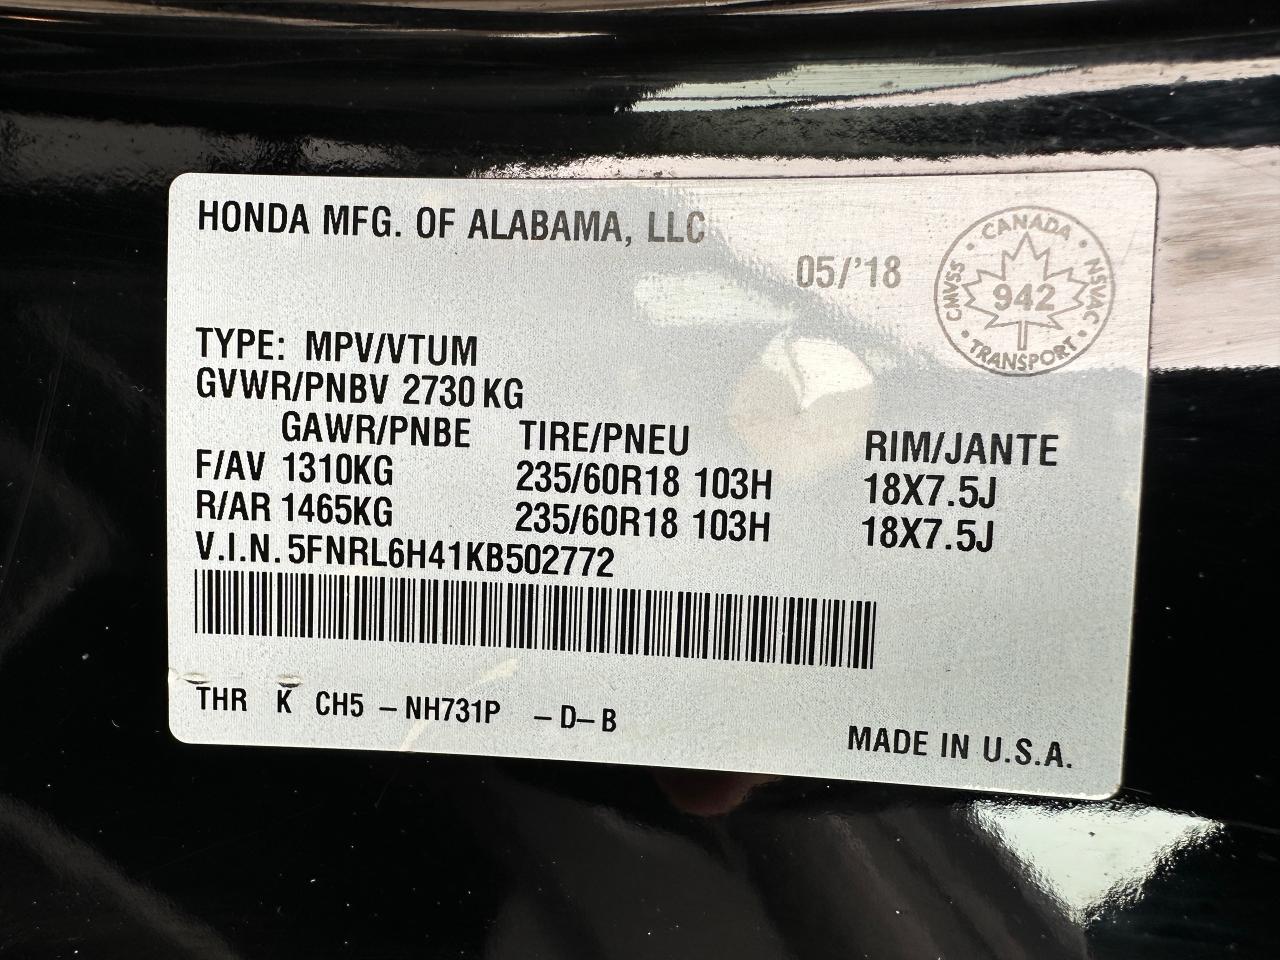 HONDA MFG. OF ALABAMA, LLC
05/'18
CANADA
CMVSS
942
NSVAC
TRANSPORT
TYPE: MPV/VTUM
GVWR/PNBV 2730 KG
GAWR/PNBE TIRE/PNEU RIM/JANTE
F/AV 1310KG 235/60R18 103H 18X7.5J
R/AR 1465KG 235/60R18 103H 18X7.5J
V.I.N. 5FNRL6H41KB502772
THR K CH5 – NH731P – D– B
MADE IN U.S.A.